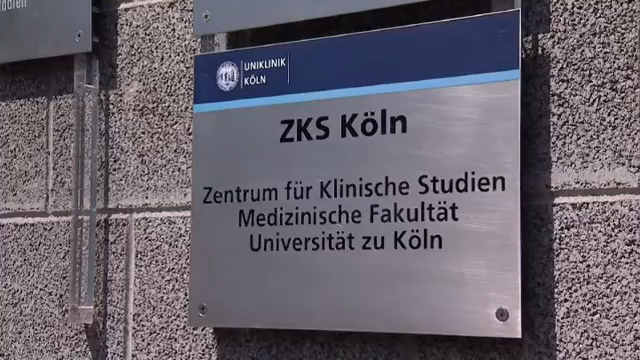 UNIKLINIK
KÖLN
ZKS Köln
Zentrum für Klinische Studien
Medizinische Fakultät
Universität zu Köln